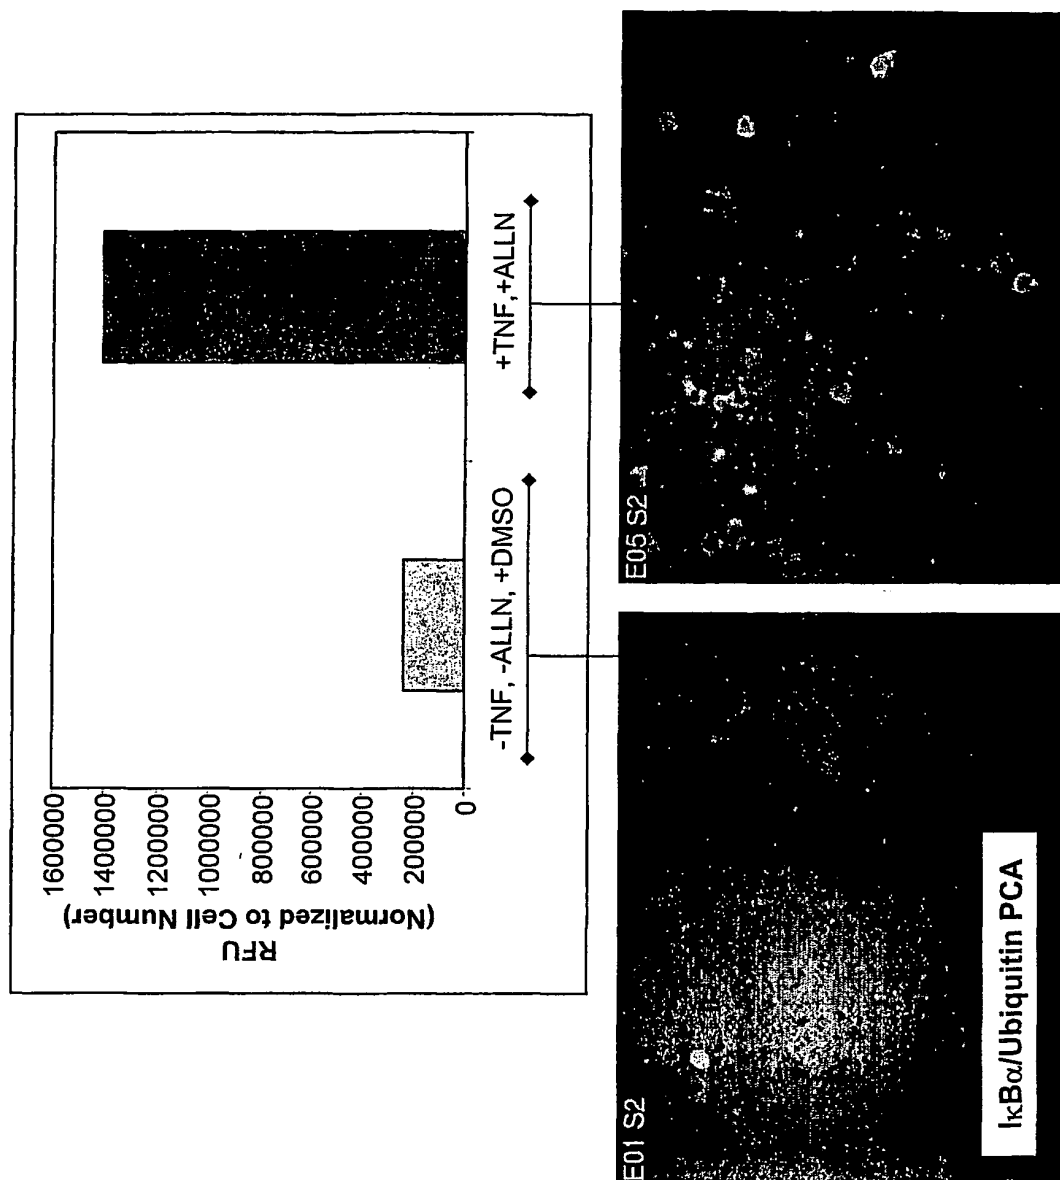 RFU
(Normalized to Cell Number)
1600000
1400000
1200000
1000000
800000
600000
400000
200000
0
-TNF, -ALLN, +DMSO
+TNF,+ALLN
E01 S2
E05 S2
IκBα/Ubiquitin PCA